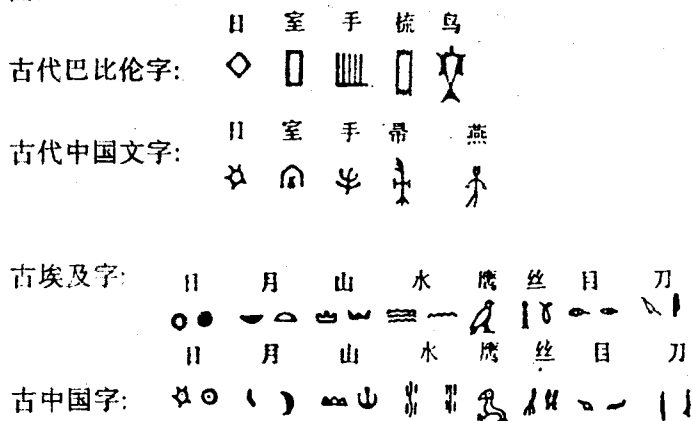 日 室 手 梳 鸟
古代巴比伦字:
日 室 手 帚 燕
古代中国文字:
古埃及字: 日 月 山 水 鹰 丝 目 刀
日 月 山 水 鹰 丝 目 刀
古中国字: